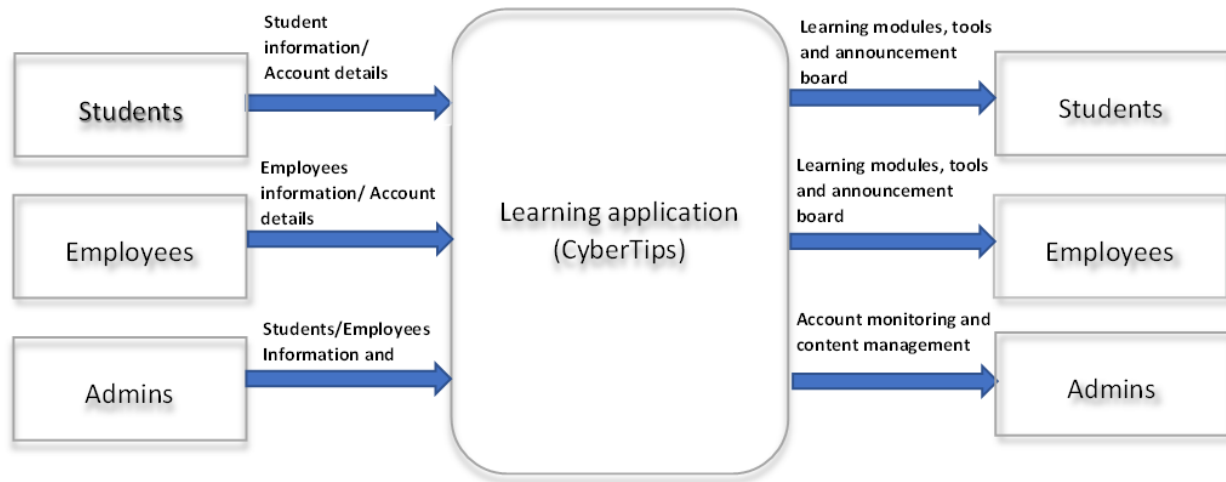 Student
information/
Account details
Students
Employees
information/ Account
details
Employees
Students/Employees
Information and
Admins
Learning application
(CyberTips)
Learning modules, tools
and announcement
board
Students
Learning modules, tools
and announcement
board
Employees
Account monitoring and
content management
Admins